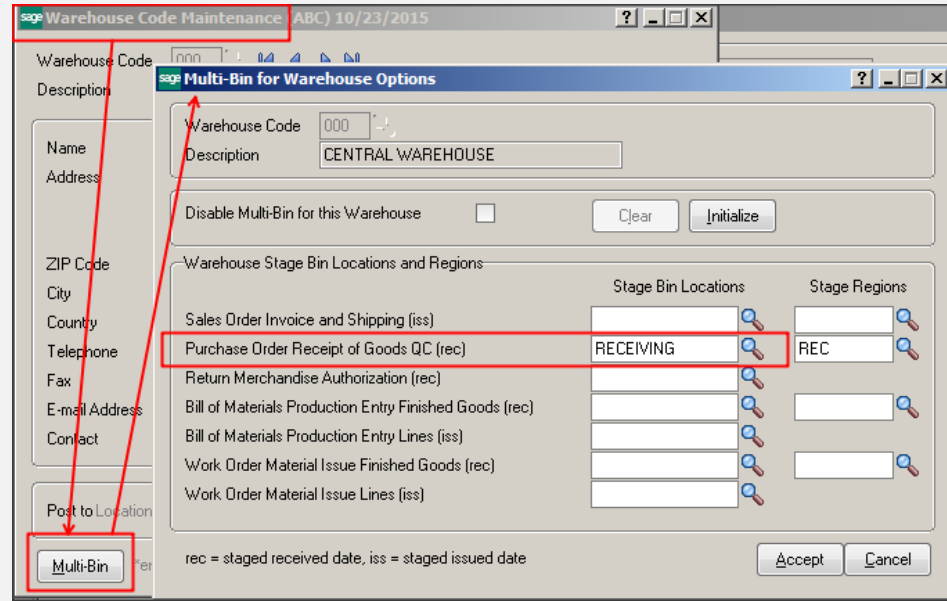 sage Warehouse Code Maintenance (ABC) 10/23/2015
Warehouse Code 000
Description
sage Multi-Bin for Warehouse Options
Warehouse Code 000
Description CENTRAL WAREHOUSE
Name
Address
Disable Multi-Bin for this Warehouse Clear Initialize
ZIP Code
City
Country
Telephone
Fax
E-mail Address
Contact
Warehouse Stage Bin Locations and Regions
Stage Bin Locations Stage Regions
Sales Order Invoice and Shipping (iss)
Purchase Order Receipt of Goods QC (rec) RECEIVING REC
Return Merchandise Authorization (rec)
Bill of Materials Production Entry Finished Goods (rec)
Bill of Materials Production Entry Lines (iss)
Work Order Material Issue Finished Goods (rec)
Work Order Material Issue Lines (iss)
Post to Location
Multi-Bin
rec = staged received date, iss = staged issued date Accept Cancel